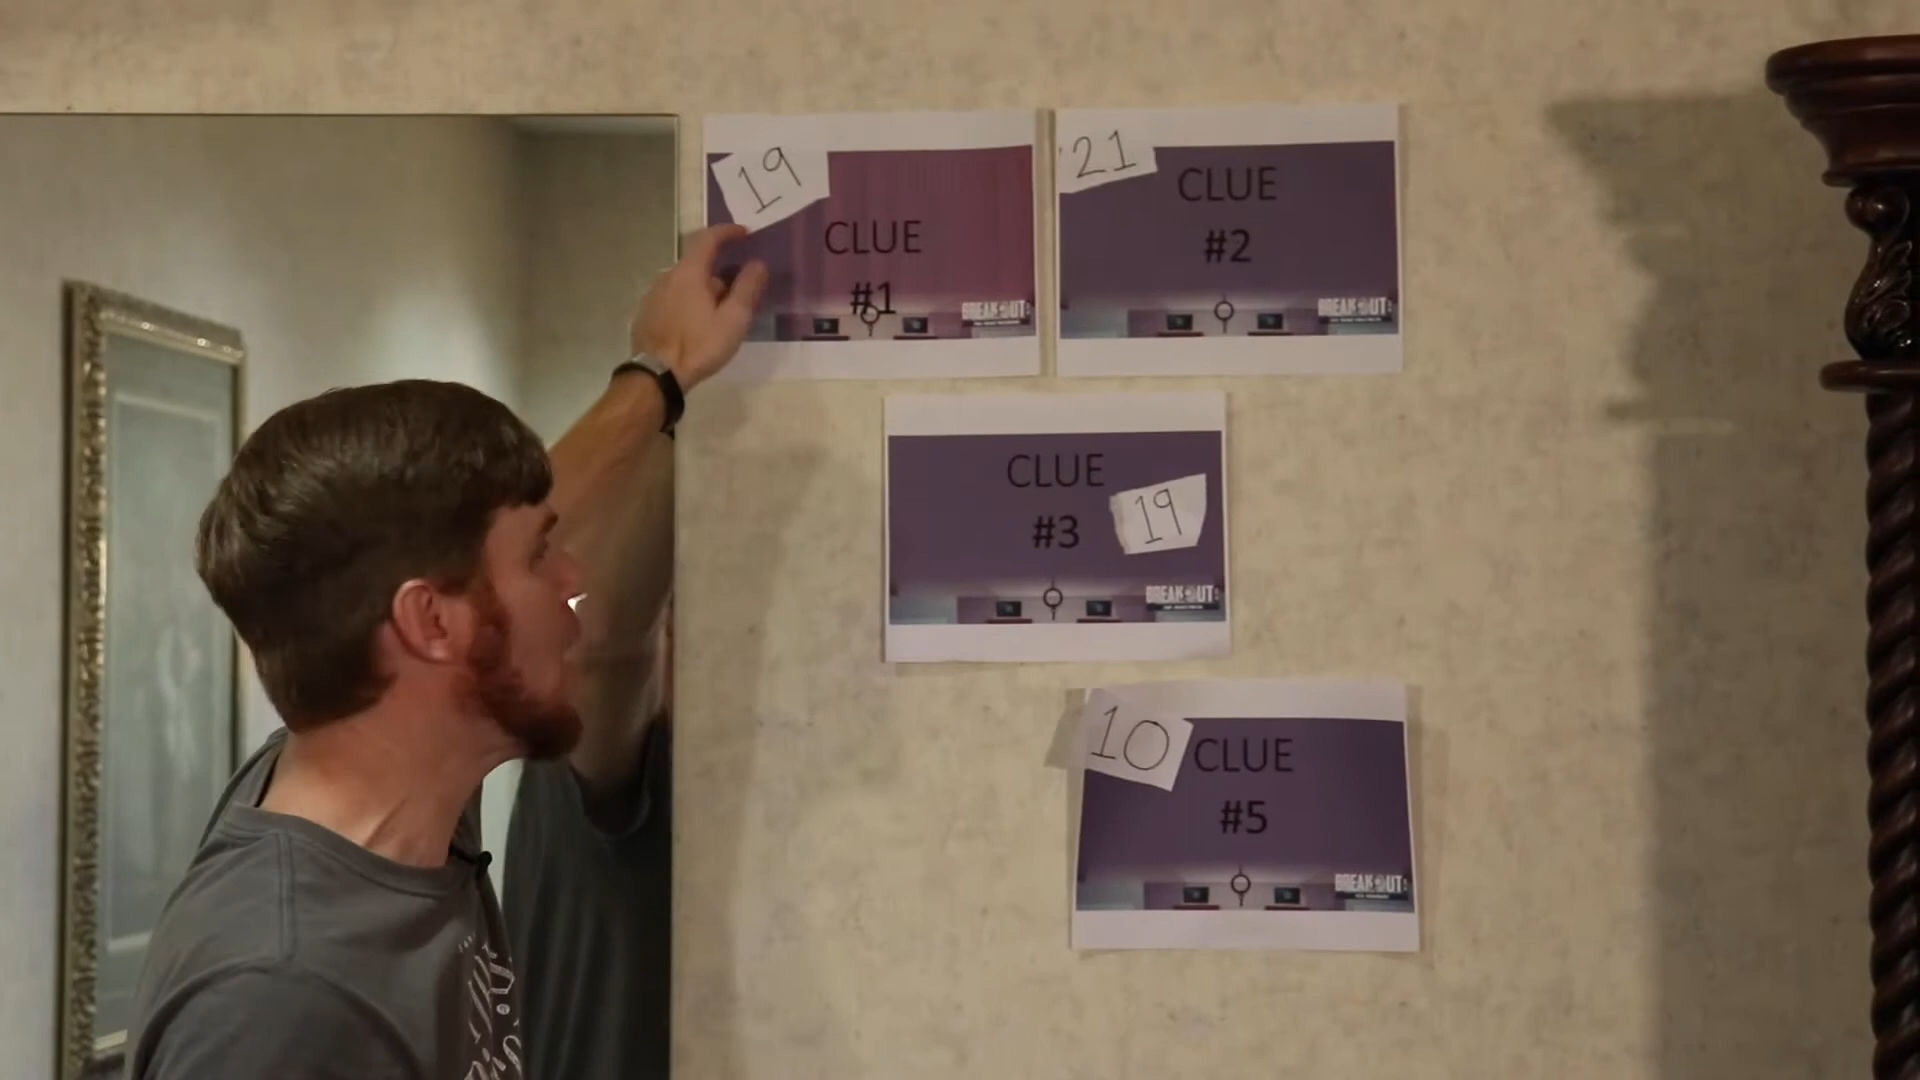 19
CLUE
#1
BREAKOUT
21
CLUE
#2
BREAKOUT
CLUE
#3
19
BREAKOUT
10
CLUE
#5
BREAKOUT